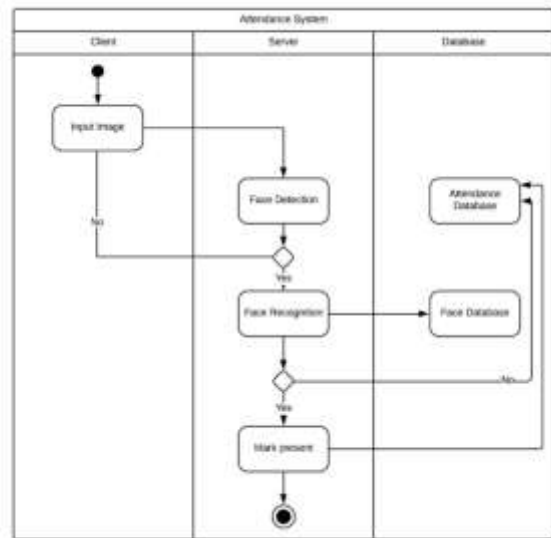 Attendance System
Client
Server
Database
Input Image
Face Detection
Attendance
Database
No
Yes
Face Recognition
Face Database
No
Yes
Mark present